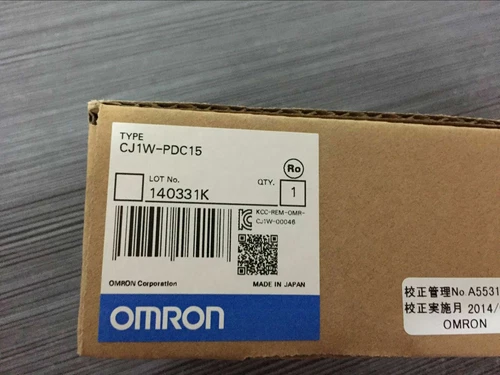 TYPE
CJ1W-PDC15
Ro
LOT No.
140331K
QTY.
1
KCC-REM-OMR-
CJ1W-00046
OMRON Corporation
MADE IN JAPAN
OMRON
校正管理No A5531
校正実施月 2014/
OMRON